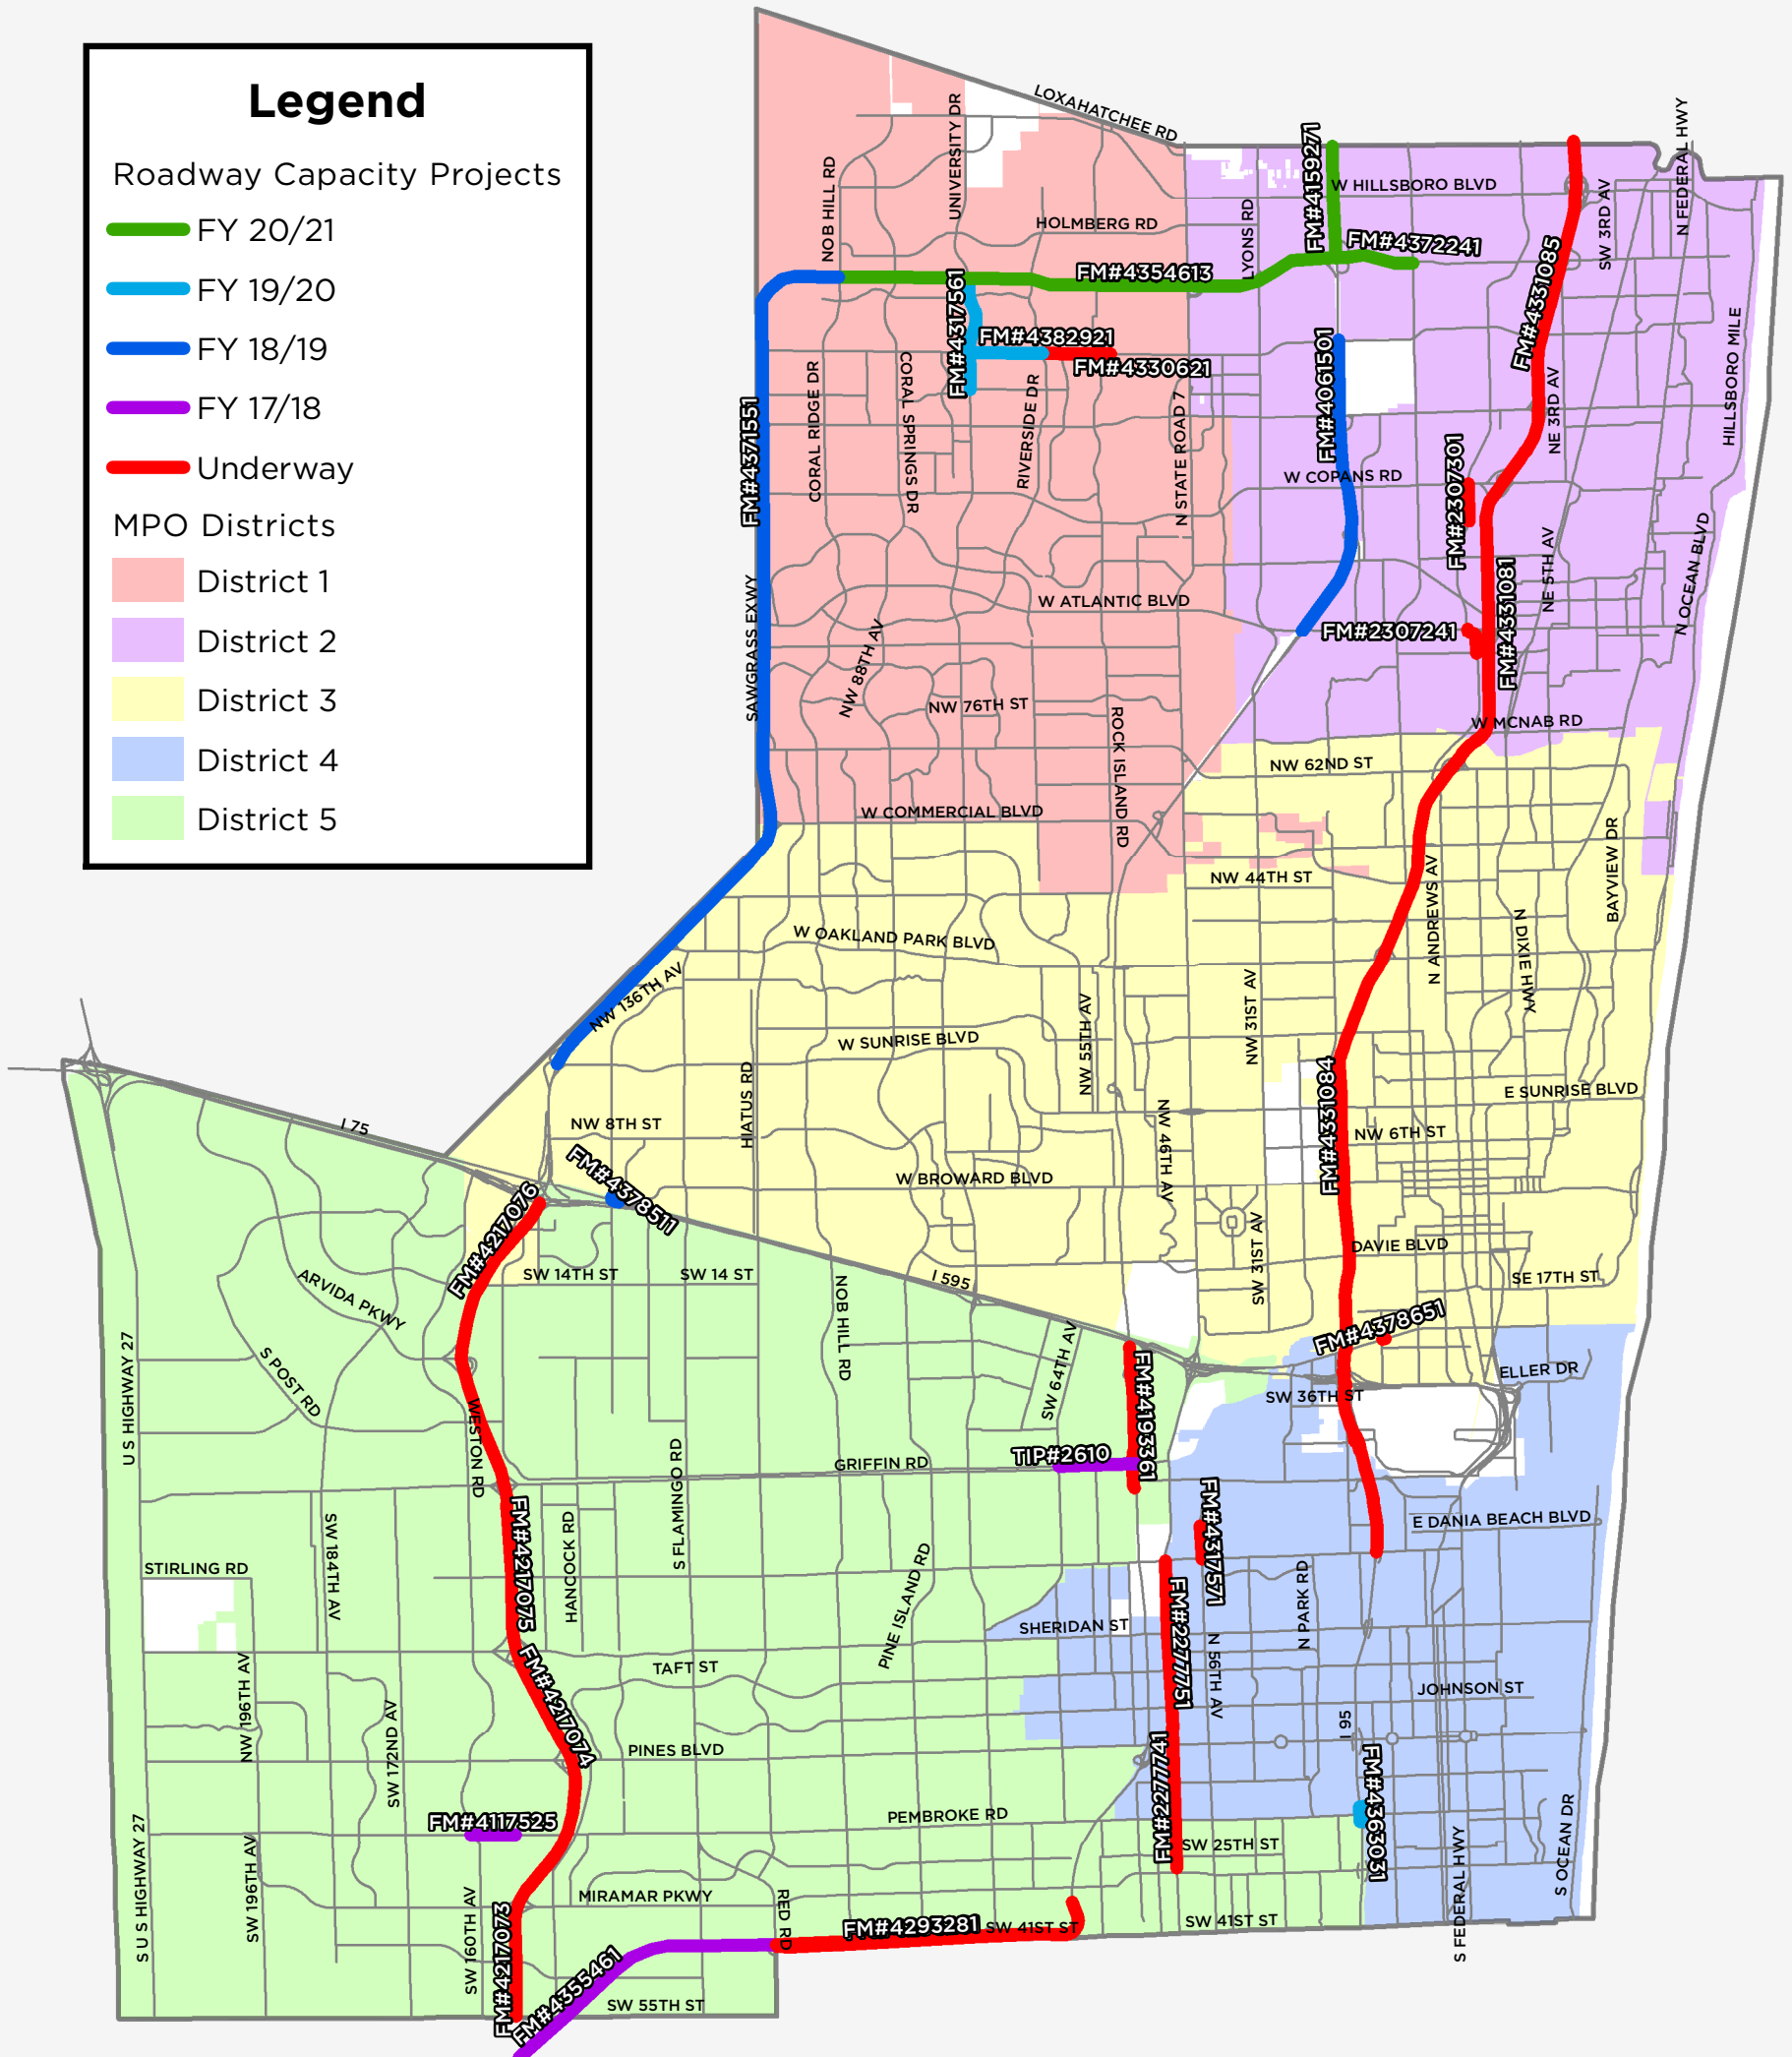 Legend
Roadway Capacity Projects
FY 20/21
FY 19/20
FY 18/19
FY 17/18
Underway
MPO Districts
District 1
District 2
District 3
District 4
District 5
LOXAHATCHEE RD
UNIVERSITY DR
NOB HILL RD
HOLMBERG RD
LYONS RD
FM#4159271
W HILLSBORO BLVD
FM#4372241
SW 3RD AV
N FEDERAL HWY
FM#4354613
FM#4317561
FM#4331085
FM#4382921
FM#4330621
HILLSBORO MILE
CORAL RIDGE DR
CORAL SPRINGS DR
RIVERSIDE DR
N STATE ROAD 7
FM#4061501
NE 3RD AV
FM#4371551
W COPANS RD
FM#2307301
NE 5TH AV
N OCEAN BLVD
SAWGRASS EXWY
W ATLANTIC BLVD
FM#2307241
FM#4331081
NW 88TH AV
NW 76TH ST
ROCK ISLAND RD
W MCNAB RD
NW 62ND ST
W COMMERCIAL BLVD
NW 44TH ST
N ANDREWS AV
BAYVIEW DR
W OAKLAND PARK BLVD
N DIXIE HWY
NW 136TH AV
NW 31ST AV
NW 55TH AV
W SUNRISE BLVD
HIATUS RD
FM#4331084
E SUNRISE BLVD
I 75
NW 8TH ST
NW 46TH AV
NW 6TH ST
FM#4378511
W BROWARD BLVD
FM#4217076
SW 31ST AV
DAVIE BLVD
ARVIDA PKWY
SW 14TH ST
SW 14 ST
I 595
SE 17TH ST
NOB HILL RD
FM#4378651
US HIGHWAY 27
S POST RD
SW 64TH AV
FM#4193361
ELLER DR
SW 36TH ST
WESTON RD
S FLAMINGO RD
GRIFFIN RD
TIP#2610
FM#4317571
E DANIA BEACH BLVD
FM#4217075
HANCOCK RD
SW 184TH AV
STIRLING RD
PINE ISLAND RD
N PARK RD
FM#2277751
SHERIDAN ST
N 56TH AV
NW 196TH AV
TAFT ST
FM#4217074
JOHNSON ST
SW 172ND AV
I 95
PINES BLVD
FM#2277741
FM#4363031
FM#4117525
PEMBROKE RD
SW 25TH ST
S OCEAN DR
S U S HIGHWAY 27
SW 196TH AV
S FEDERAL HWY
SW 160TH AV
MIRAMAR PKWY
RED RD
FM#4217073
FM#4293281
SW 41ST ST
SW 41ST ST
FM#4355461
SW 55TH ST